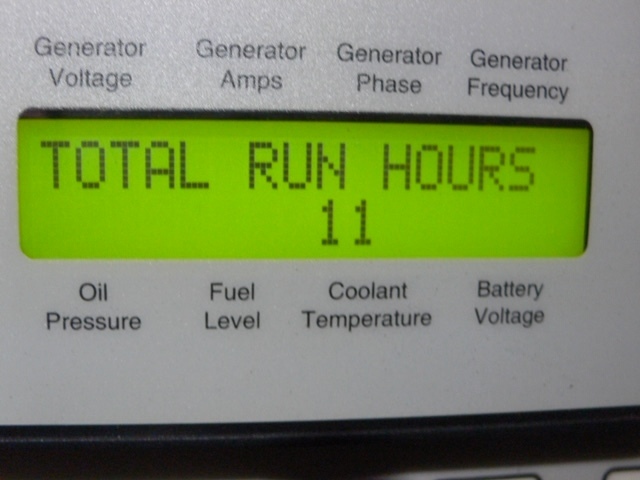 Generator Voltage Generator Amps Generator Phase Generator Frequency
TOTAL RUN HOURS
11
Oil Pressure Fuel Level Coolant Temperature Battery Voltage